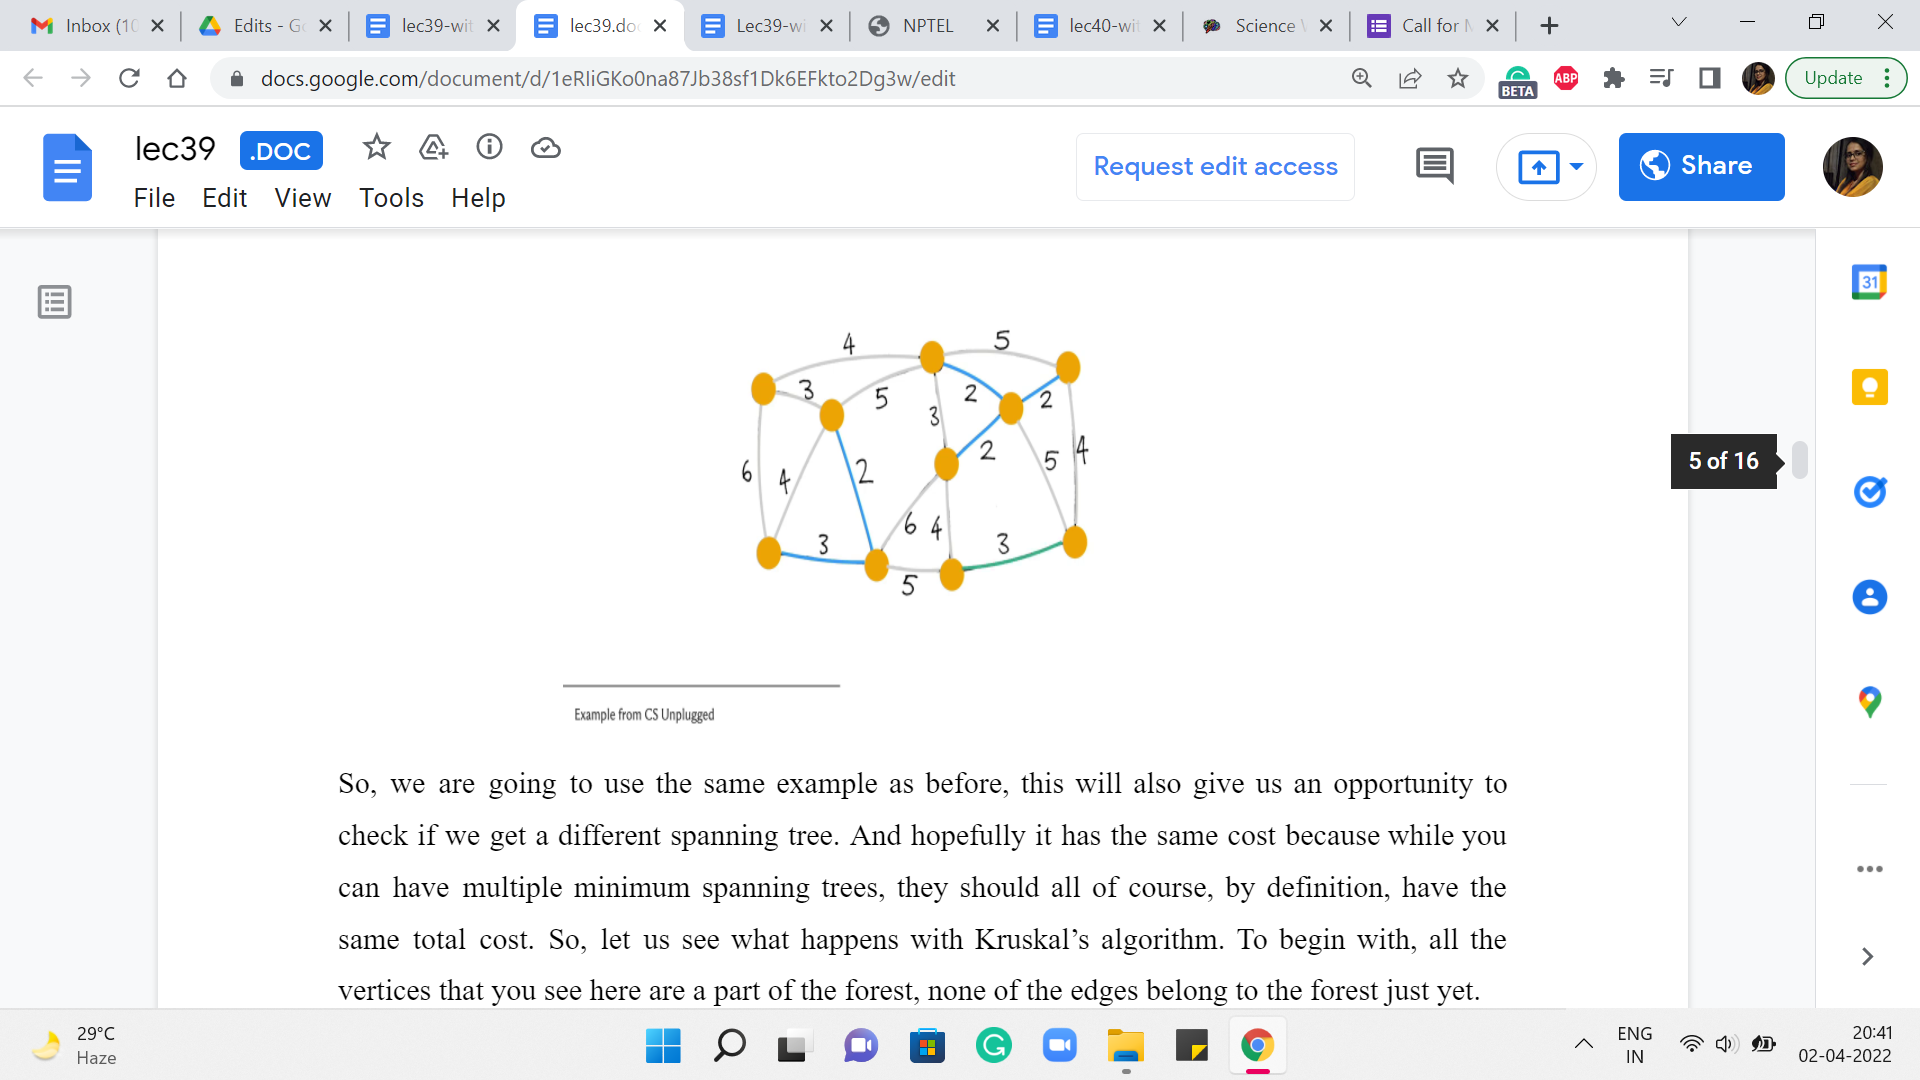 Inbox (10
Edits - Go
lec39-wit
lec39.doc
Lec39-wi
NPTEL
lec40-wit
Science V
Call for M
docs.google.com/document/d/1eRIiGKo0na87Jb38sf1Dk6EFkto2Dg3w/edit
BETA
ABP
Update
lec39
.DOC
Request edit access
Share
File Edit View Tools Help
31
4 5
3 5 2 2
3
2 5 4
6 4 2
6 4
3 3
5
5 of 16
Example from CS Unplugged
So, we are going to use the same example as before, this will also give us an opportunity to
check if we get a different spanning tree. And hopefully it has the same cost because while you
can have multiple minimum spanning trees, they should all of course, by definition, have the
same total cost. So, let us see what happens with Kruskal’s algorithm. To begin with, all the
vertices that you see here are a part of the forest, none of the edges belong to the forest just yet.
29°C
Haze
ENG
IN
20:41
02-04-2022